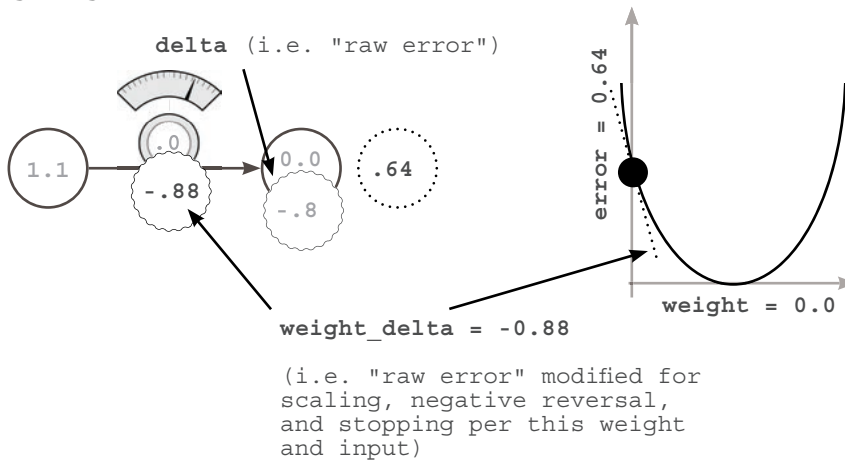 delta (i.e. "raw error")
.0
1.1
0.0
.64
-.88
-.8
error = 0.64
weight = 0.0
weight_delta = -0.88
(i.e. "raw error" modified for
scaling, negative reversal,
and stopping per this weight
and input)